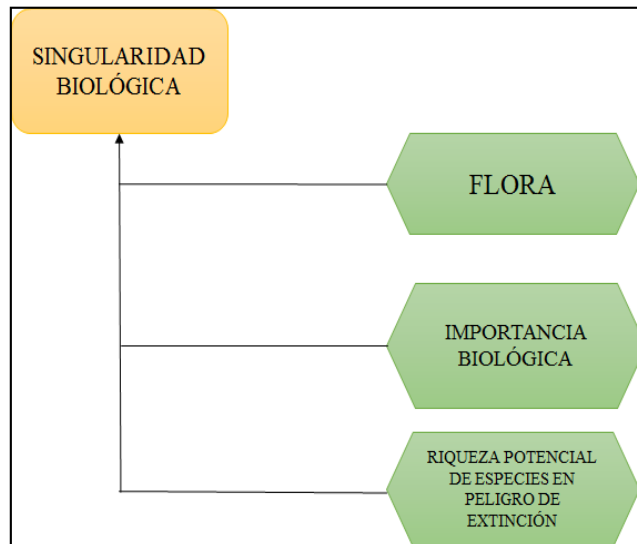 SINGULARIDAD
BIOLÓGICA
FLORA
IMPORTANCIA
BIOLÓGICA
RIQUEZA POTENCIAL
DE ESPECIES EN
PELIGRO DE
EXTINCIÓN